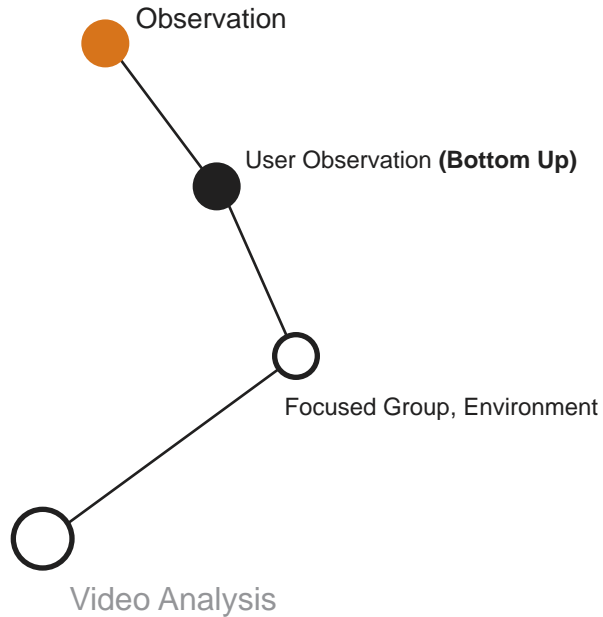 Observation
User Observation (Bottom Up)
Focused Group, Environment
Video Analysis